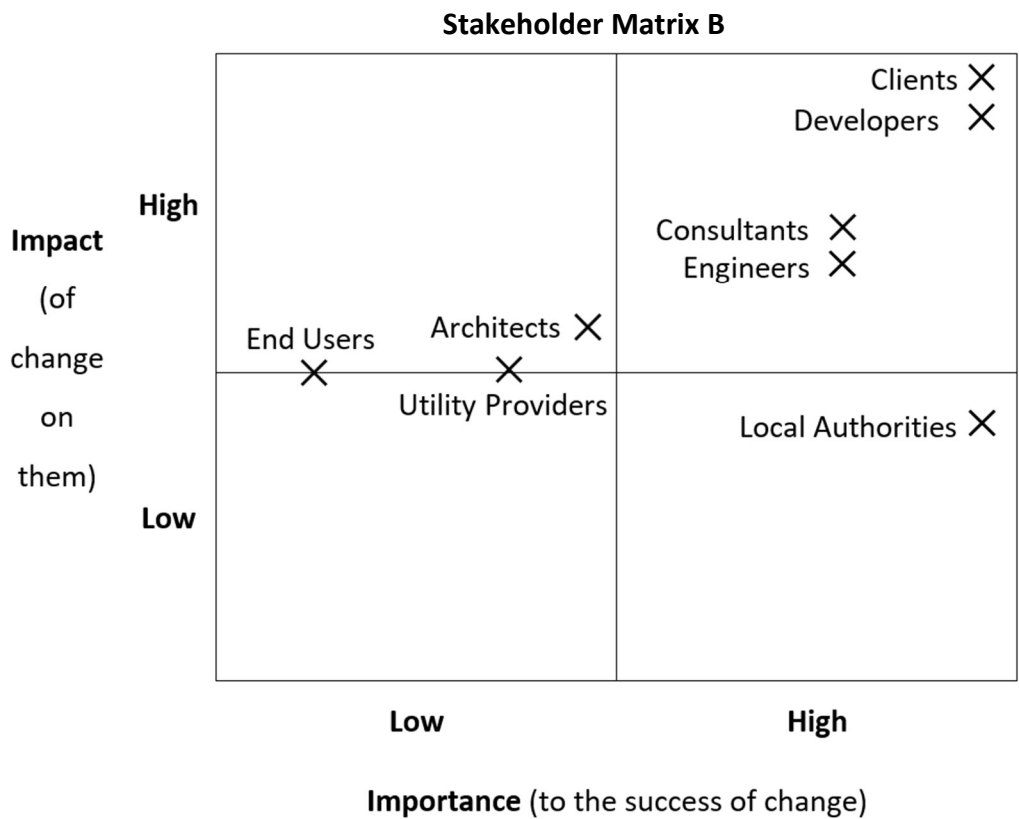 Stakeholder Matrix B
Clients
Developers
High
Impact
(of
change
on
them)
Consultants
Engineers
Architects
End Users
Utility Providers
Local Authorities
Low
Low
High
Importance (to the success of change)